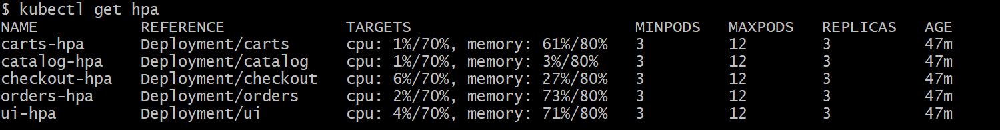 $ kubectl get hpa
NAME           REFERENCE             TARGETS                        MINPODS   MAXPODS   REPLICAS   AGE
carts-hpa      Deployment/carts      cpu: 1%/70%, memory: 61%/80%   3         12        3          47m
catalog-hpa    Deployment/catalog    cpu: 1%/70%, memory: 3%/80%    3         12        3          47m
checkout-hpa   Deployment/checkout   cpu: 6%/70%, memory: 27%/80%   3         12        3          47m
orders-hpa     Deployment/orders     cpu: 2%/70%, memory: 73%/80%   3         12        3          47m
ui-hpa         Deployment/ui         cpu: 4%/70%, memory: 71%/80%   3         12        3          47m